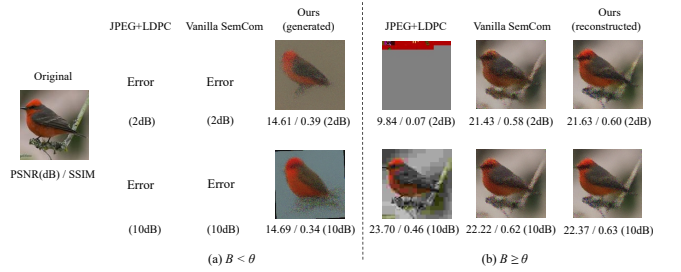 JPEG+LDPC
Vanilla SemCom
Ours
(generated)
JPEG+LDPC
Vanilla SemCom
Ours
(reconstructed)
Original
Error
Error
(2dB)
(2dB)
14.61 / 0.39 (2dB)
9.84 / 0.07 (2dB)
21.43 / 0.58 (2dB)
21.63 / 0.60 (2dB)
PSNR(dB) / SSIM
Error
Error
(10dB)
(10dB)
14.69 / 0.34 (10dB)
23.70 / 0.46 (10dB)
22.22 / 0.62 (10dB)
22.37 / 0.63 (10dB)
(a) B < θ
(b) B ≥ θ